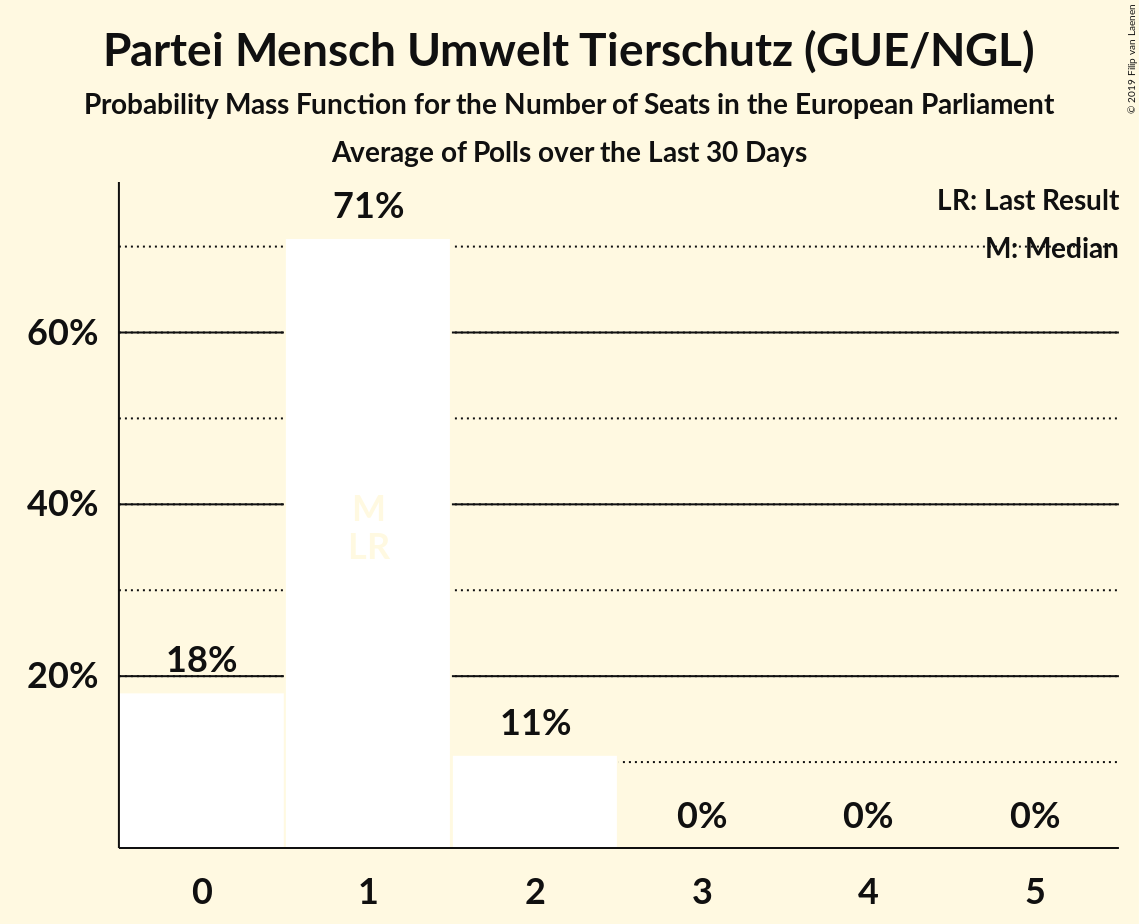 Partei Mensch Umwelt Tierschutz (GUE/NGL)
Probability Mass Function for the Number of Seats in the European Parliament
Average of Polls over the Last 30 Days
© 2019 Filip van Laenen
LR: Last Result
M: Median
71%
60%
40%
M
LR
18%
20%
11%
0%
0%
0%
0
1
2
3
4
5